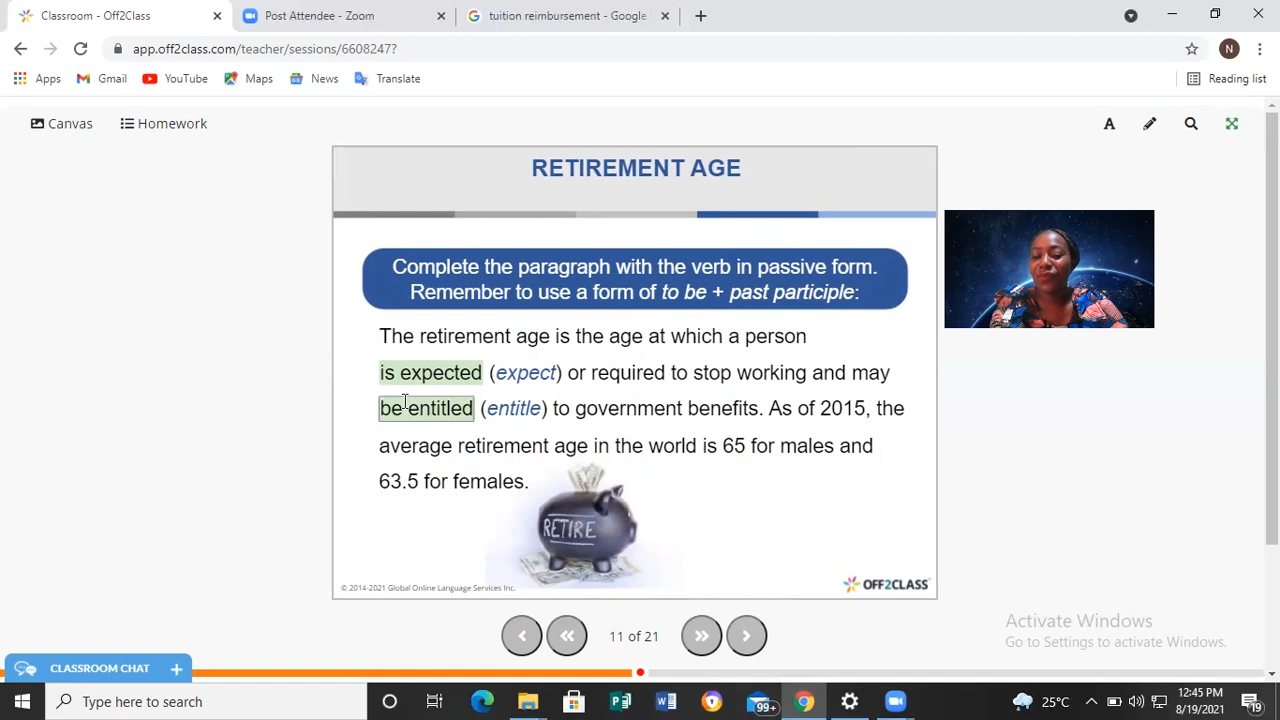 Classroom - Off2Class
Post Attendee - Zoom
tuition reimbursement - Google
app.off2class.com/teacher/sessions/6608247?
N
Apps
Gmail
YouTube
Maps
News
Translate
Reading list
Canvas
Homework
A
RETIREMENT AGE
Complete the paragraph with the verb in passive form.
Remember to use a form of to be + past participle:
The retirement age is the age at which a person
is expected (expect) or required to stop working and may
be entitled (entitle) to government benefits. As of 2015, the
average retirement age in the world is 65 for males and
63.5 for females.
RETIRE
© 2014-2021 Global Online Language Services Inc.
OFF2CLASS
11 of 21
Activate Windows
Go to Settings to activate Windows.
CLASSROOM CHAT +
Type here to search
99+
25°C
12:45 PM
8/19/2021
19